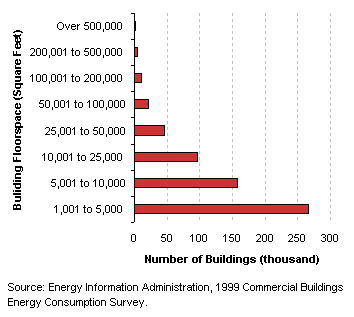 Building Floorspace (Square Feet)
Over 500,000
200,001 to 500,000
100,001 to 200,000
50,001 to 100,000
25,001 to 50,000
10,001 to 25,000
5,001 to 10,000
1,001 to 5,000
0 50 100 150 200 250 300
Number of Buildings (thousand)
Source: Energy Information Administration, 1999 Commercial Buildings
Energy Consumption Survey.